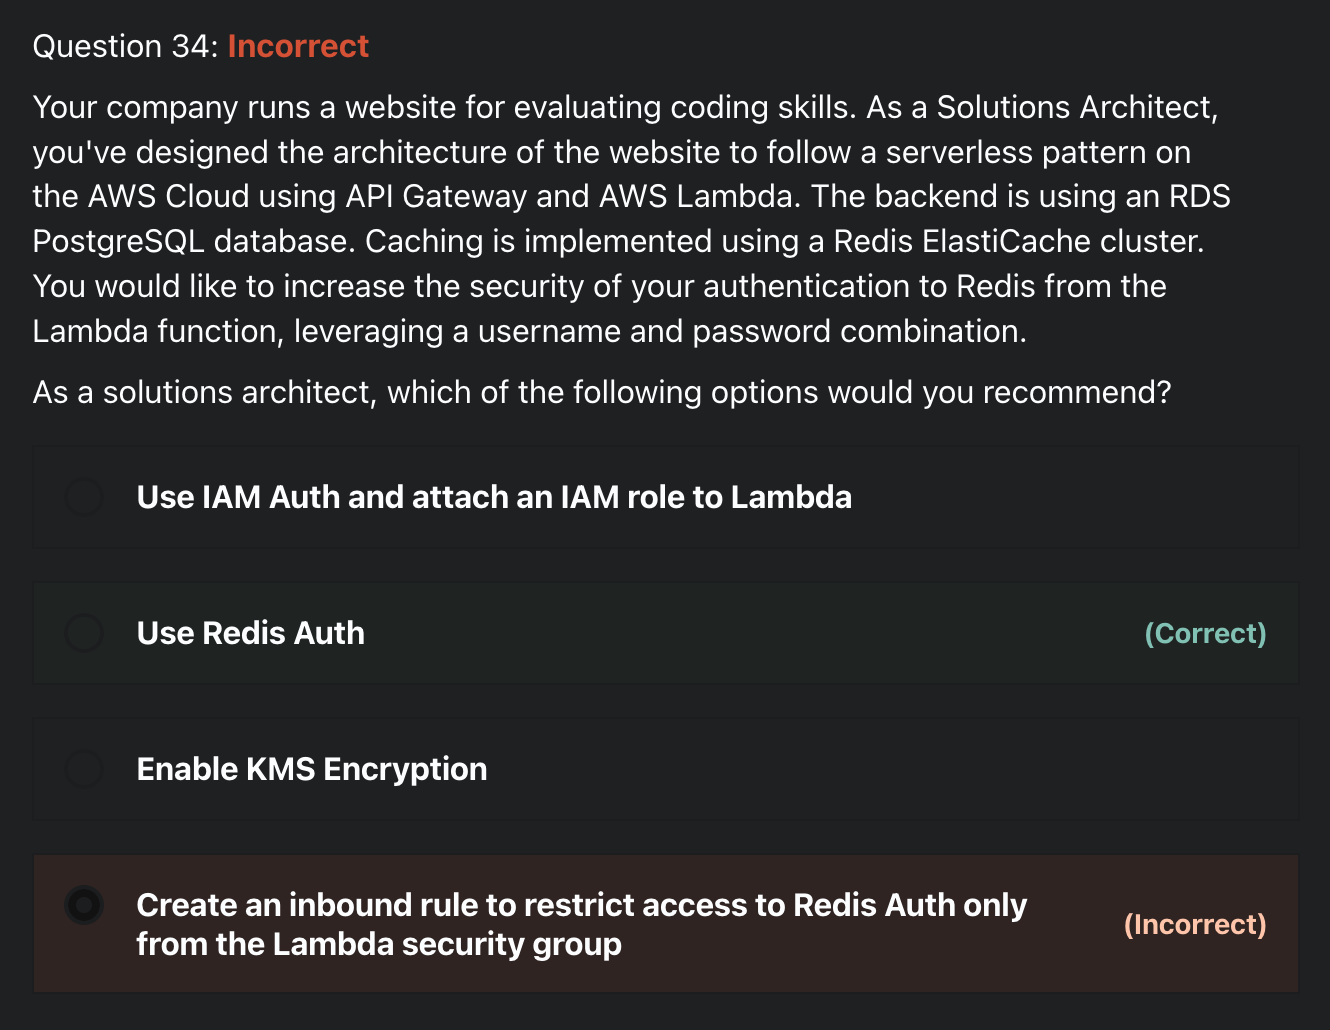 Question 34: Incorrect
Your company runs a website for evaluating coding skills. As a Solutions Architect,
you've designed the architecture of the website to follow a serverless pattern on
the AWS Cloud using API Gateway and AWS Lambda. The backend is using an RDS
PostgreSQL database. Caching is implemented using a Redis ElastiCache cluster.
You would like to increase the security of your authentication to Redis from the
Lambda function, leveraging a username and password combination.
As a solutions architect, which of the following options would you recommend?
Use IAM Auth and attach an IAM role to Lambda
Use Redis Auth (Correct)
Enable KMS Encryption
Create an inbound rule to restrict access to Redis Auth only
from the Lambda security group
(Incorrect)